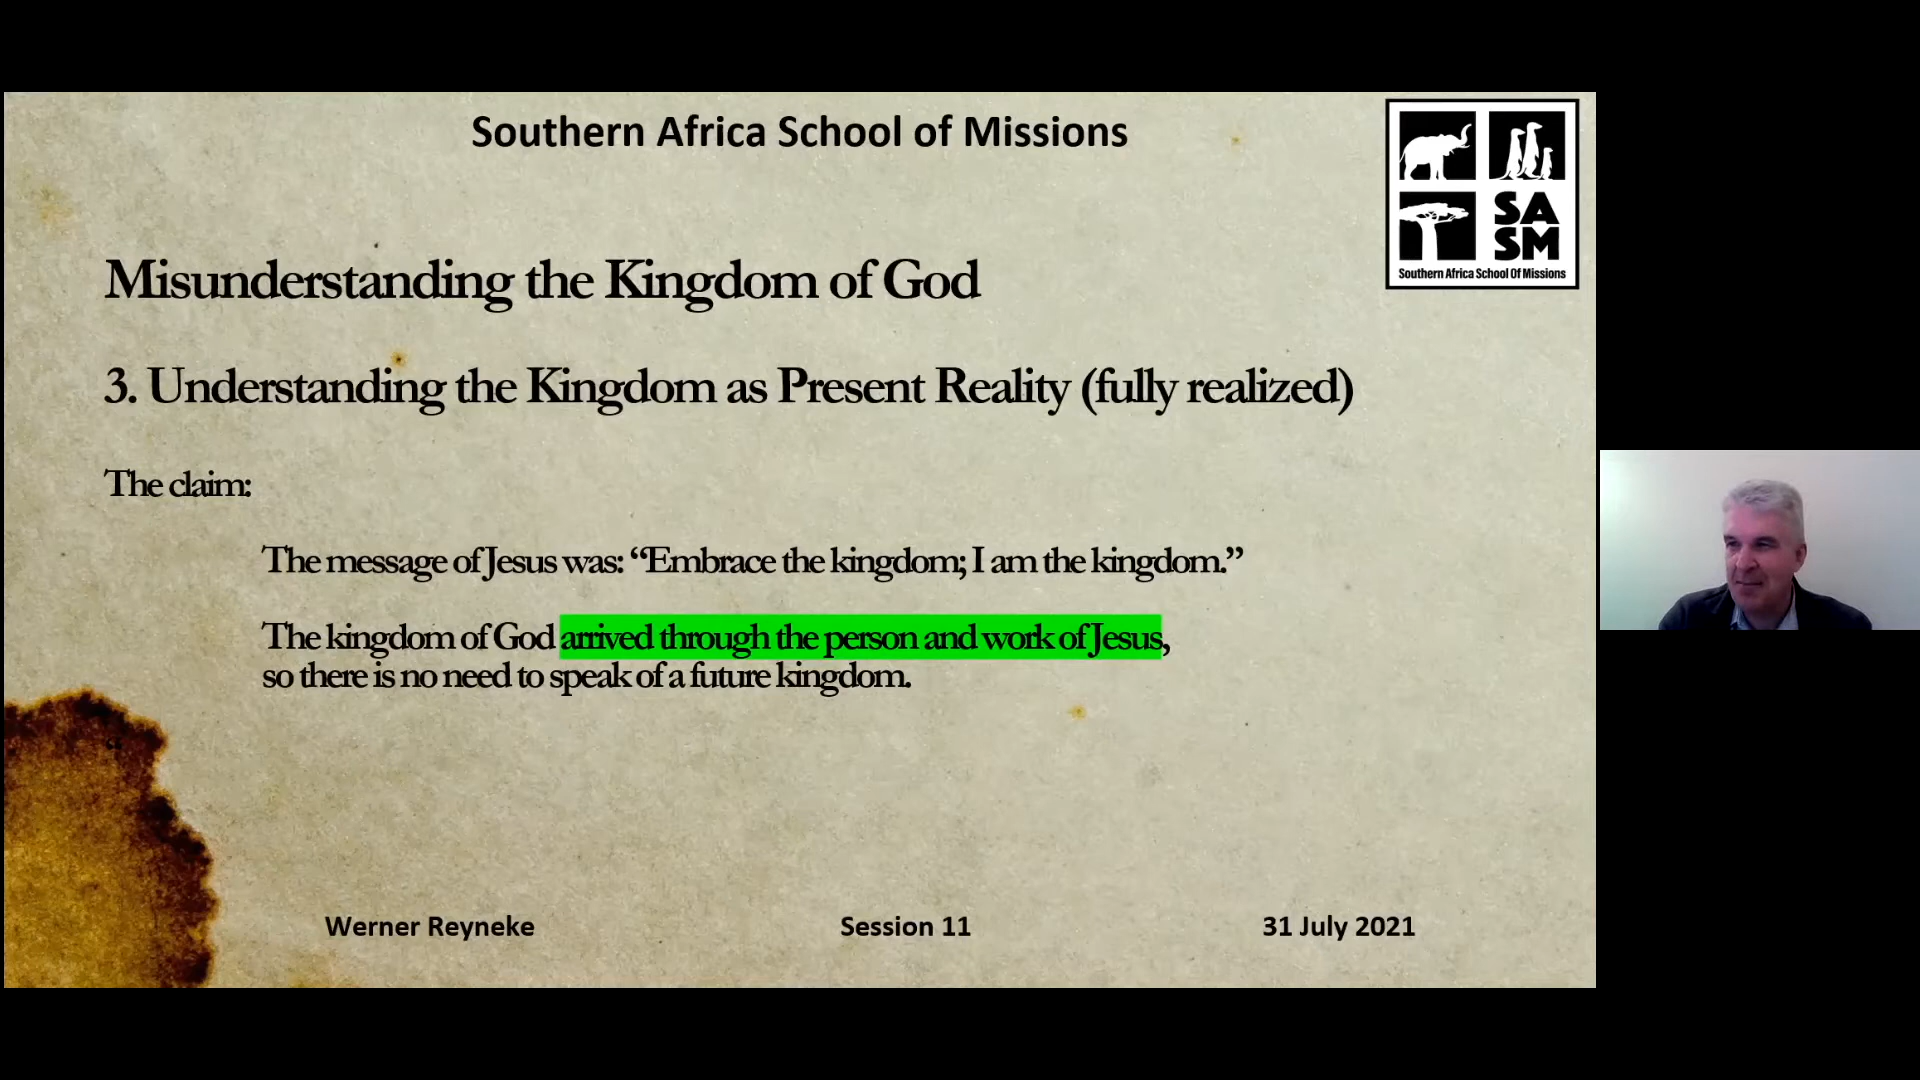 Southern Africa School of Missions
SA
SM
Southern Africa School Of Missions
Misunderstanding the Kingdom of God
3. Understanding the Kingdom as Present Reality (fully realized)
The claim:
The message of Jesus was: “Embrace the kingdom; I am the kingdom.”
The kingdom of God arrived through the person and work of Jesus,
so there is no need to speak of a future kingdom.
“
Werner Reyneke
Session 11
31 July 2021